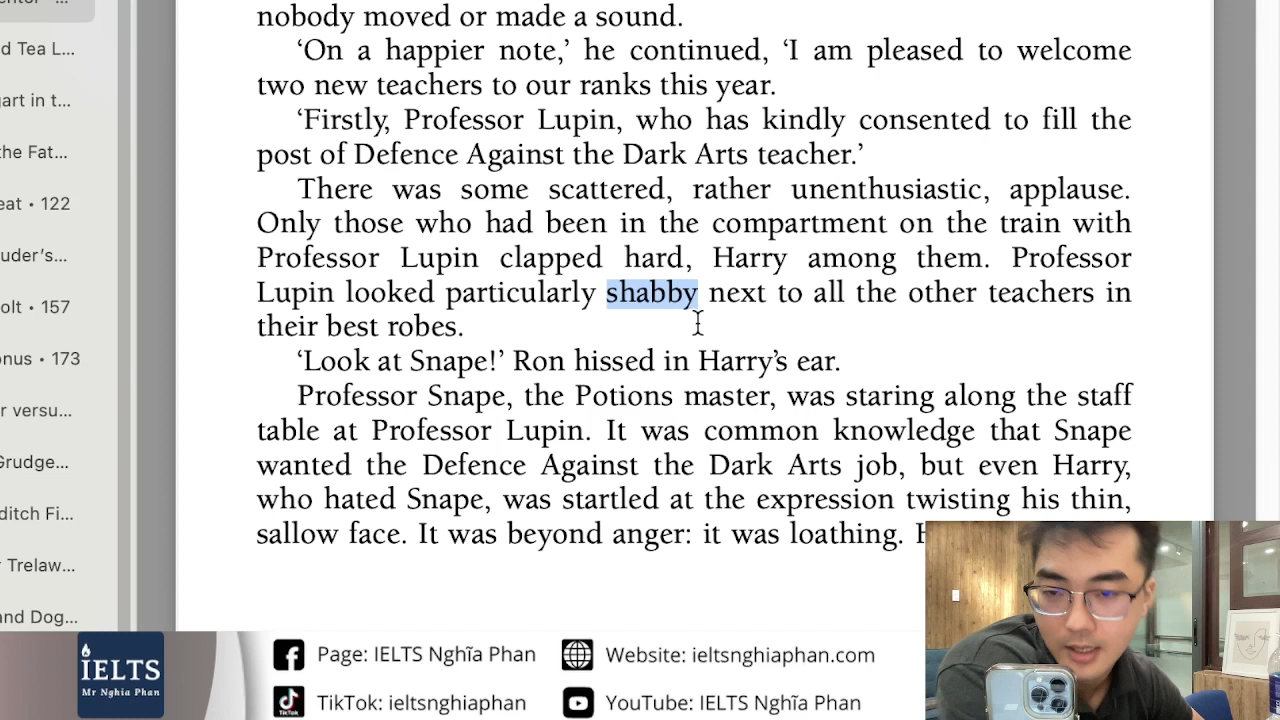 nobody moved or made a sound.
‘On a happier note,’ he continued, ‘I am pleased to welcome
two new teachers to our ranks this year.
‘Firstly, Professor Lupin, who has kindly consented to fill the
post of Defence Against the Dark Arts teacher.’
There was some scattered, rather unenthusiastic, applause.
Only those who had been in the compartment on the train with
Professor Lupin clapped hard, Harry among them. Professor
Lupin looked particularly shabby next to all the other teachers in
their best robes.
‘Look at Snape!’ Ron hissed in Harry’s ear.
Professor Snape, the Potions master, was staring along the staff
table at Professor Lupin. It was common knowledge that Snape
wanted the Defence Against the Dark Arts job, but even Harry,
who hated Snape, was startled at the expression twisting his thin,
sallow face. It was beyond anger: it was loathing.
d Tea L...
gart in t...
the Fat...
eat • 122
uder’s...
olt • 157
onus • 173
r versu...
Grudge...
ditch Fi...
r Trelaw...
and Dog...
IELTS
Mr Nghia Phan
Page: IELTS Nghĩa Phan
Website: ieltsnghiaphan.com
TikTok
TikTok: ieltsnghiaphan
YouTube: IELTS Nghĩa Phan
IELTS